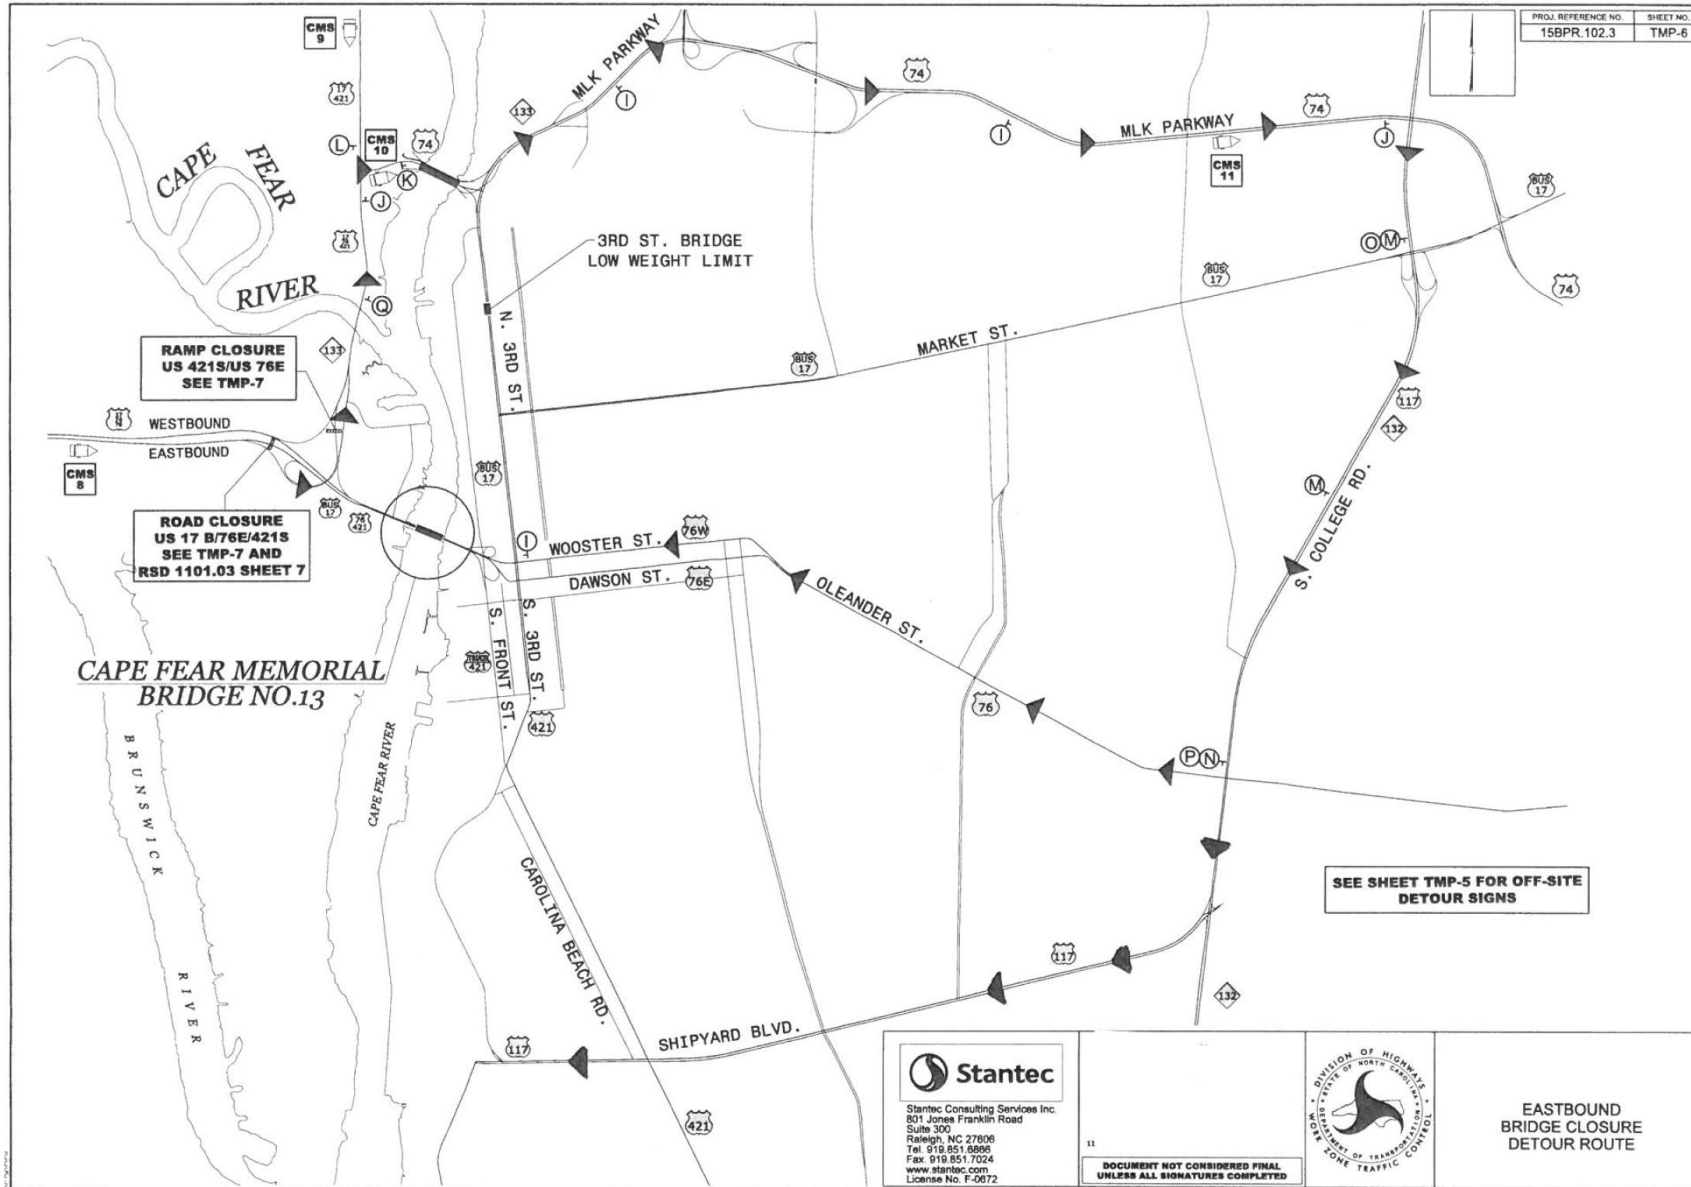 PROJ. REFERENCE NO.
SHEET NO.
15BPR.102.3
TMP-6
CMS
9
17
421
MLK PARKWAY
74
133
I
74
I
MLK PARKWAY
74
J
CMS
11
BUS
17
L
CMS
10
74
K
J
CAPE
FEAR
RIVER
3RD ST. BRIDGE
LOW WEIGHT LIMIT
O
M
BUS
17
74
Q
133
RAMP CLOSURE
US 421S/US 76E
SEE TMP-7
N. 3RD ST.
MARKET ST.
BUS
17
117
132
WESTBOUND
EASTBOUND
CMS
8
BUS
17
BUS
17
76
421
M
S. COLLEGE RD.
ROAD CLOSURE
US 17 B/76E/421S
SEE TMP-7 AND
RSD 1101.03 SHEET 7
I
WOOSTER ST.
76W
DAWSON ST.
76E
OLEANDER ST.
S. FRONT ST.
S. 3RD ST.
TRUCK
421
421
76
CAPE FEAR MEMORIAL
BRIDGE NO.13
P
N
BRUNSWICK
RIVER
CAPE FEAR RIVER
CAROLINA BEACH RD.
SEE SHEET TMP-5 FOR OFF-SITE
DETOUR SIGNS
117
132
SHIPYARD BLVD.
117
421
Stantec
Stantec Consulting Services Inc.
801 Jones Franklin Road
Suite 300
Raleigh, NC 27606
Tel. 919.851.6866
Fax. 919.851.7024
www.stantec.com
License No. F-0672
11
DOCUMENT NOT CONSIDERED FINAL
UNLESS ALL SIGNATURES COMPLETED
DIVISION OF HIGHWAYS
STATE OF NORTH CAROLINA
DEPARTMENT OF TRANSPORTATION
WORK ZONE TRAFFIC CONTROL
EASTBOUND
BRIDGE CLOSURE
DETOUR ROUTE